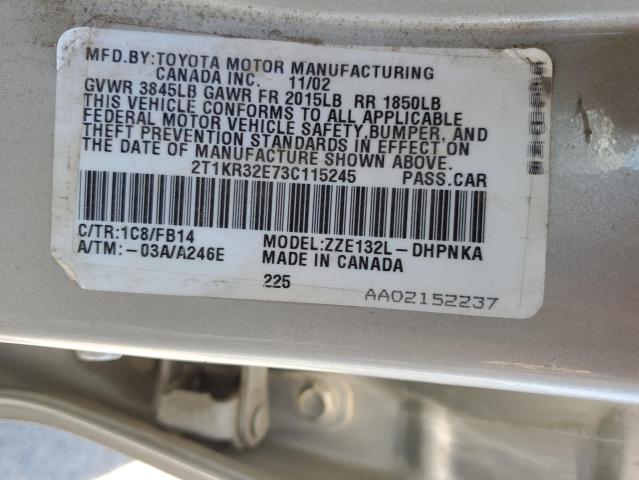 MFD.BY:TOYOTA MOTOR MANUFACTURING
CANADA INC. 11/02
GVWR 3845LB GAWR FR 2015LB RR 1850LB
THIS VEHICLE CONFORMS TO ALL APPLICABLE
FEDERAL MOTOR VEHICLE SAFETY,BUMPER, AND
THEFT PREVENTION STANDARDS IN EFFECT ON
THE DATE OF MANUFACTURE SHOWN ABOVE.
2T1KR32E73C115245 PASS.CAR
C/TR:1C8/FB14 MODEL:ZZE132L-DHPNKA
A/TM:-03A/A246E MADE IN CANADA
225
AA02152237